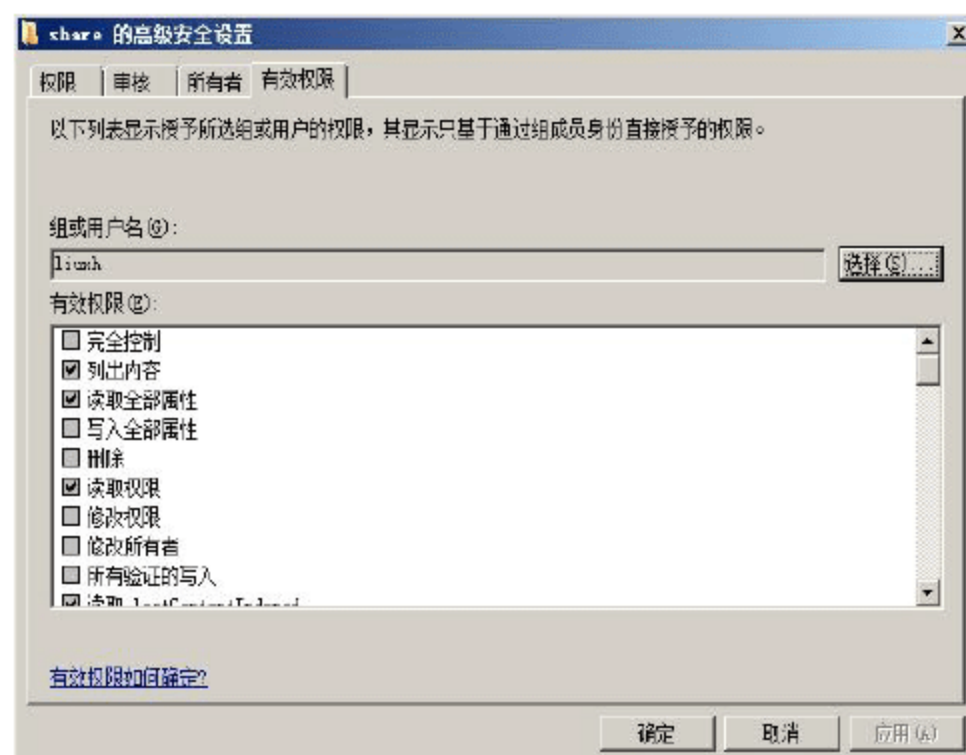 share 的高级安全设置
权限 审核 所有者 有效权限
以下列表显示授予所选组或用户的权限，其显示只基于通过组成员身份直接授予的权限。
组或用户名(G):
liuxh
选择(S)...
有效权限(E):
完全控制
列出内容
读取全部属性
写入全部属性
删除
读取权限
修改权限
修改所有者
所有验证的写入
读取
有效权限如何确定?
确定 取消 应用(A)